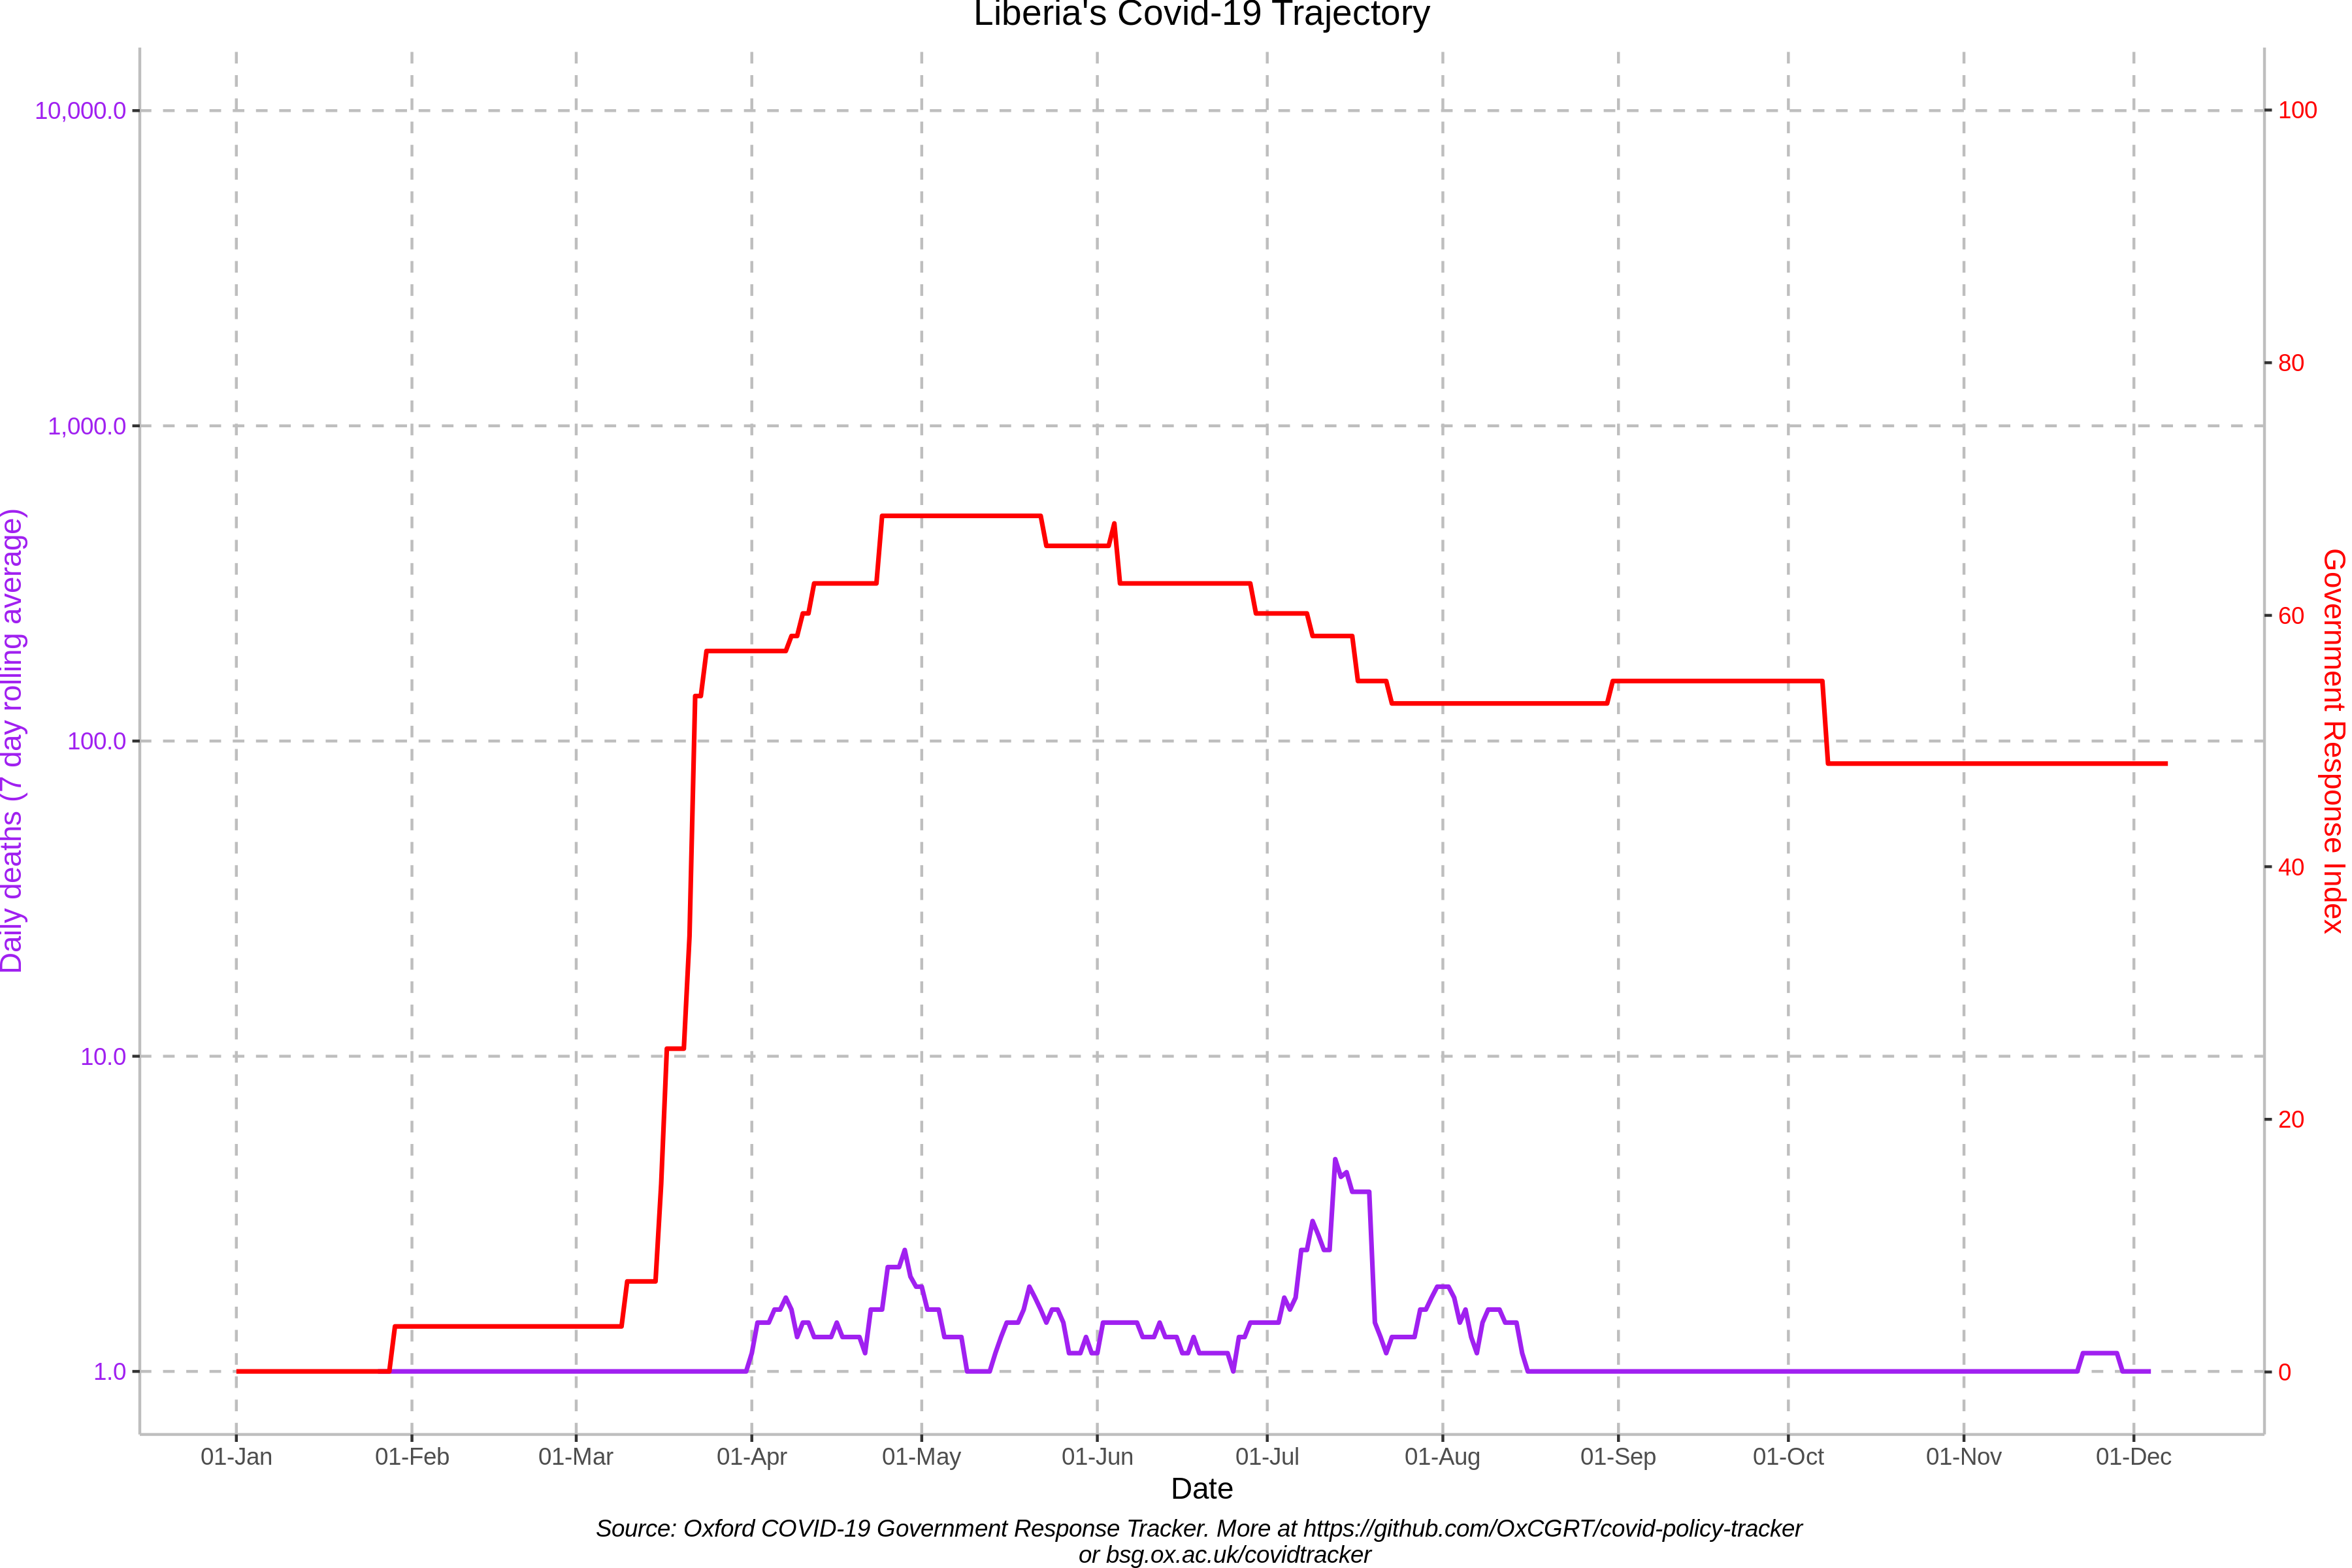 Liberia's Covid-19 Trajectory
10,000.0
1,000.0
100.0
10.0
1.0
Daily deaths (7 day rolling average)
100
80
60
40
20
0
Government Response Index
01-Jan 01-Feb 01-Mar 01-Apr 01-May 01-Jun 01-Jul 01-Aug 01-Sep 01-Oct 01-Nov 01-Dec
Date
Source: Oxford COVID-19 Government Response Tracker. More at https://github.com/OxCGRT/covid-policy-tracker
or bsg.ox.ac.uk/covidtracker